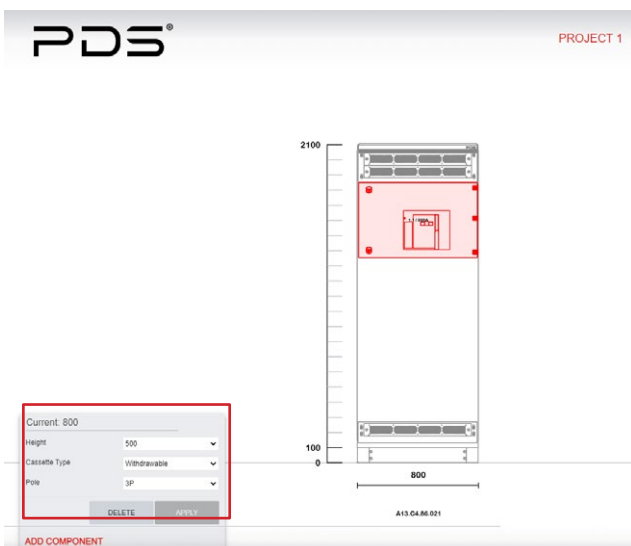 PDS®
PROJECT 1
2100
100
0
800
A13.C4.86.021
Current: 800
Height 500
Cassette Type Withdrawable
Pole 3P
DELETE APPLY
ADD COMPONENT